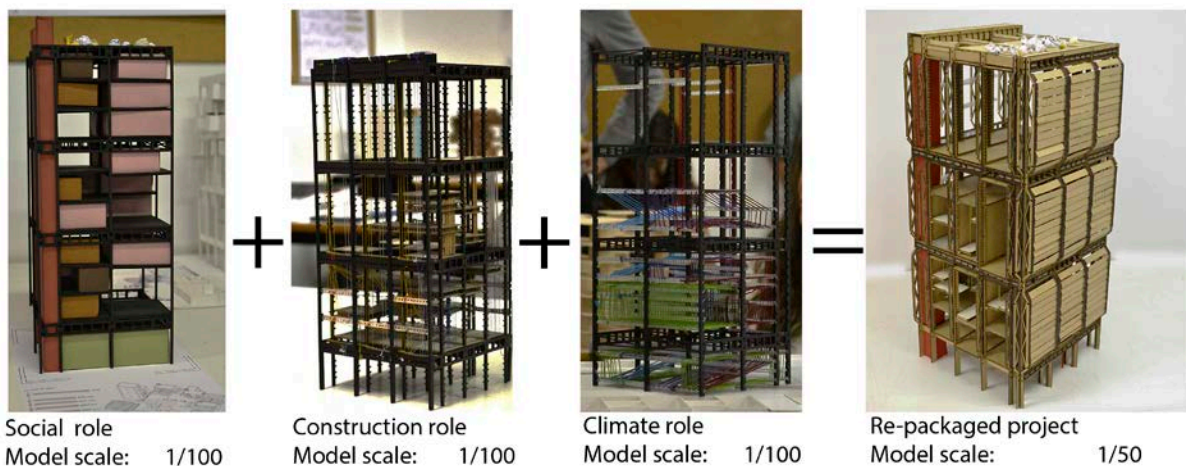 +
+
=
Social role
Model scale: 1/100
Construction role
Model scale: 1/100
Climate role
Model scale: 1/100
Re-packaged project
Model scale: 1/50